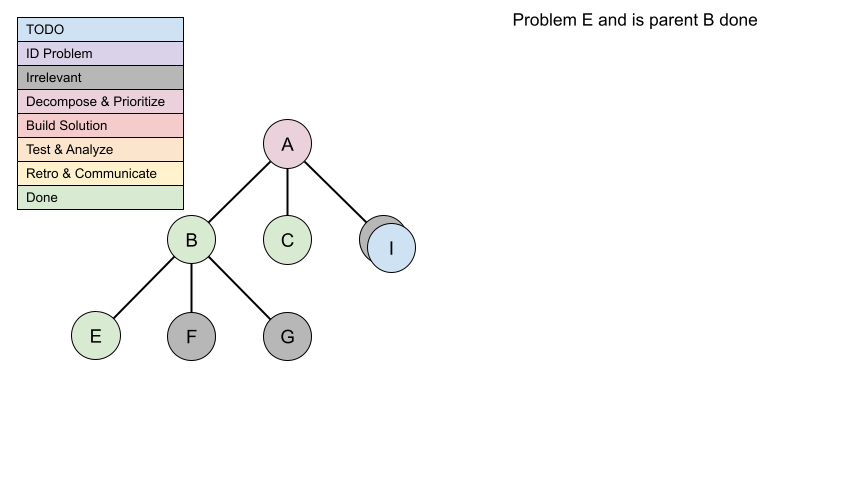 Problem E and is parent B done
TODO
ID Problem
Irrelevant
Decompose & Prioritize
Build Solution
Test & Analyze
Retro & Communicate
Done
A
B
C
I
E
F
G